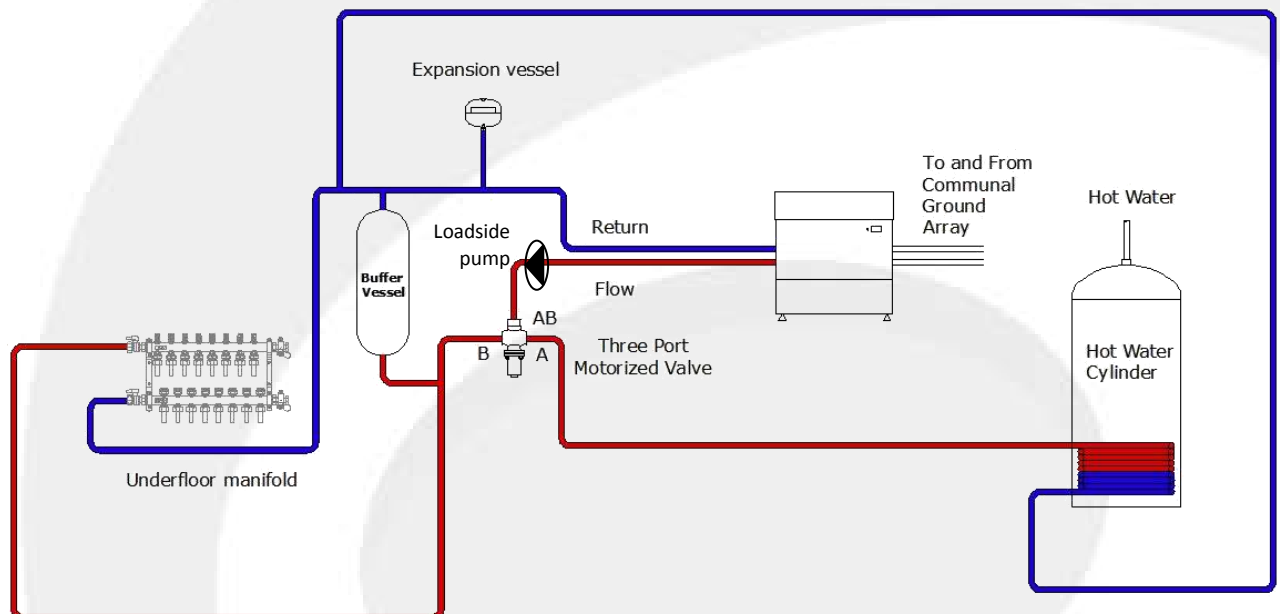 Expansion vessel
To and From
Communal
Ground
Array
Hot Water
Return
Loadside
pump
Buffer
Vessel
Flow
AB
B
A
Three Port
Motorized Valve
Hot Water
Cylinder
Underfloor manifold